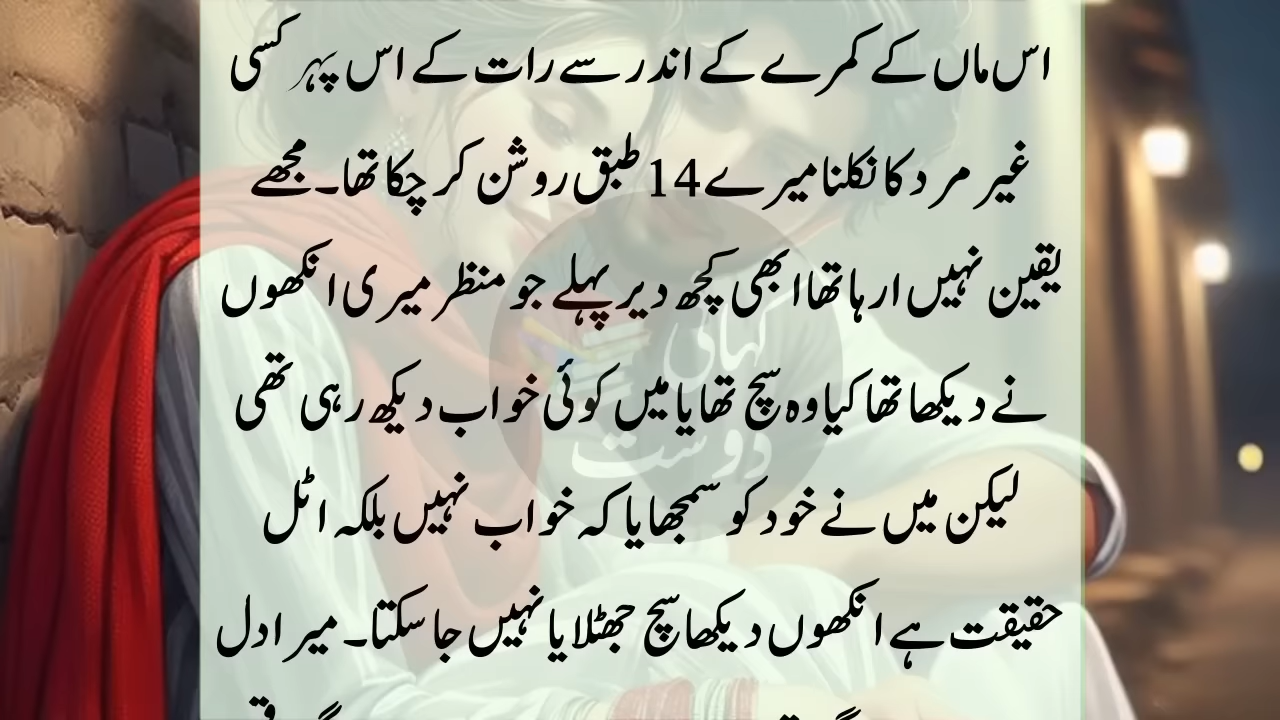 اس ماں کے کمرے کے اندر سے رات کے اس پہر کسی
غیر مرد کا نکلنا میرے 14 طبق روشن کر چکا تھا۔ مجھے
یقین نہیں ارہا تھا ابھی کچھ دیر پہلے جو منظر میری انکھوں
نے دیکھا تھا کیا وہ سچ تھا یا میں کوئی خواب دیکھ رہی تھی
لیکن میں نے خود کو سمجھایا کہ خواب نہیں بلکہ اٹل
حقیقت ہے انکھوں دیکھا سچ جھٹلایا نہیں جا سکتا۔ میرا دل
کہانی
دوست